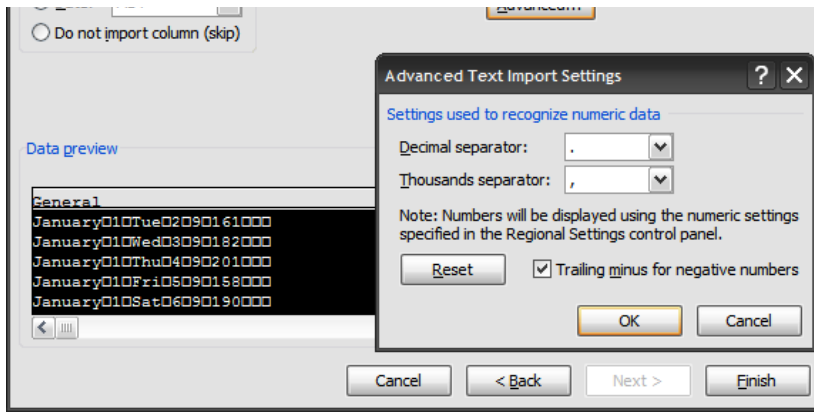 Advanced...
Do not import column (skip)
Advanced Text Import Settings
Settings used to recognize numeric data
Decimal separator: .
Thousands separator: ,
Note: Numbers will be displayed using the numeric settings
specified in the Regional Settings control panel.
Reset Trailing minus for negative numbers
OK Cancel
Data preview
General
January□1□Tue□2□9□161□□□
January□1□Wed□3□9□182□□□
January□1□Thu□4□9□201□□□
January□1□Fri□5□9□158□□□
January□1□Sat□6□9□190□□□
Cancel < Back Next > Finish